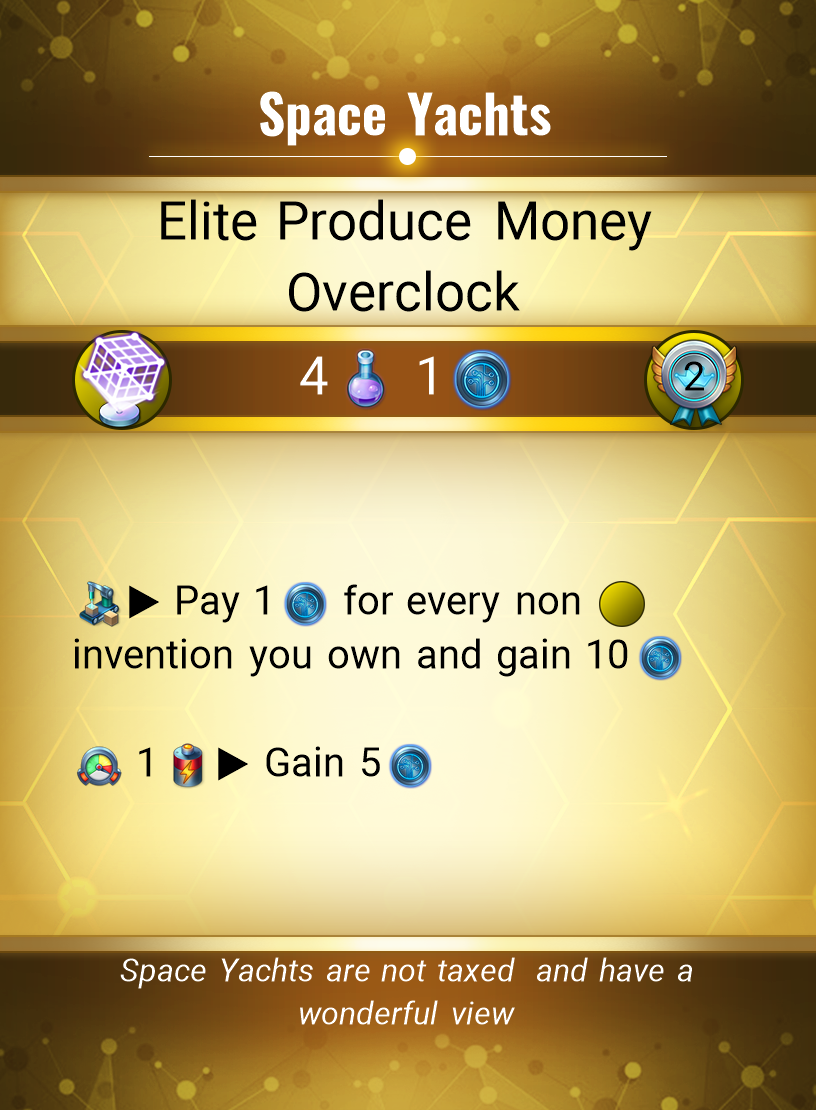 Space Yachts
Elite Produce Money
Overclock
4 1 2
Pay 1 for every non
invention you own and gain 10
1 Gain 5
Space Yachts are not taxed and have a
wonderful view